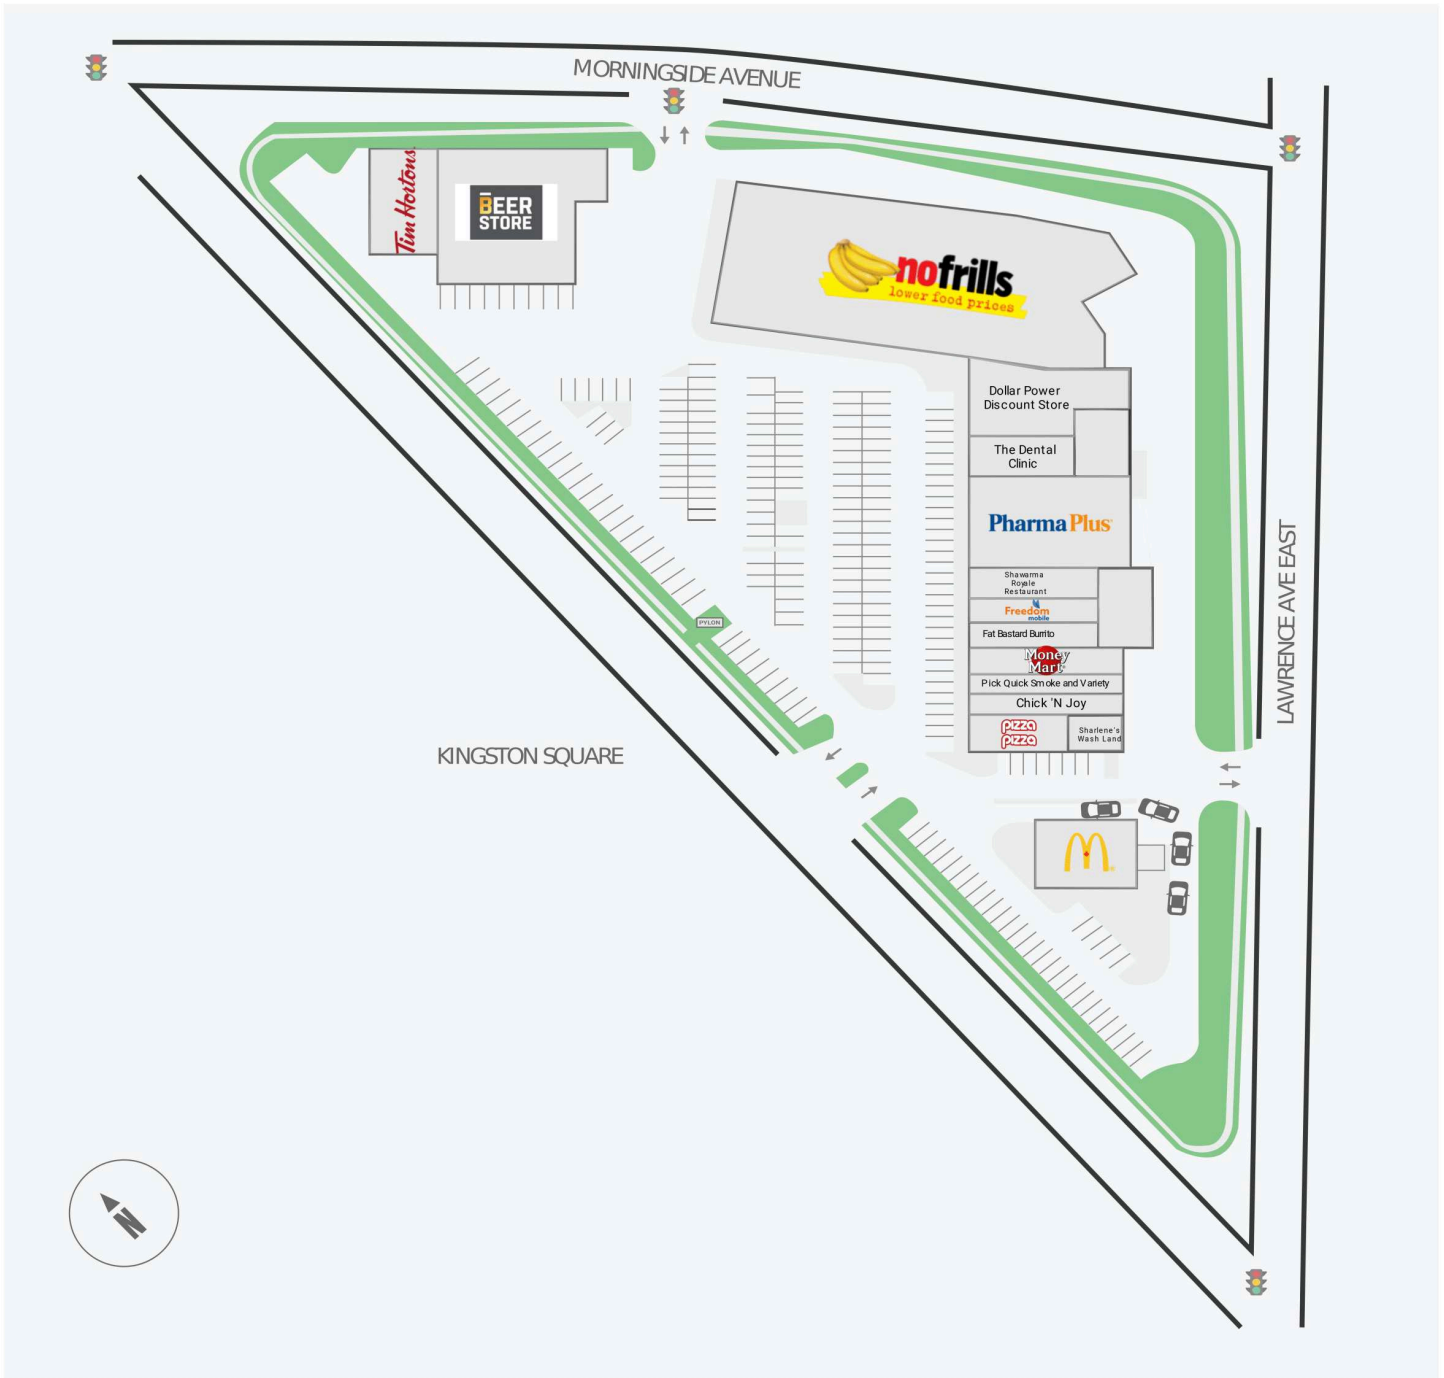 MORNINGSIDE AVENUE
Tim Hortons
BEER
STORE
nofrills
lower food prices
Dollar Power
Discount Store
The Dental
Clinic
Pharma Plus
Shawarma
Royale
Restaurant
Freedom
mobile
Fat Bastard Burrito
Money
Mart
Pick Quick Smoke and Variety
Chick 'N Joy
pizza
pizza
Sharlene's
Wash Land
PYLON
KINGSTON SQUARE
LAWRENCE AVE EAST
N